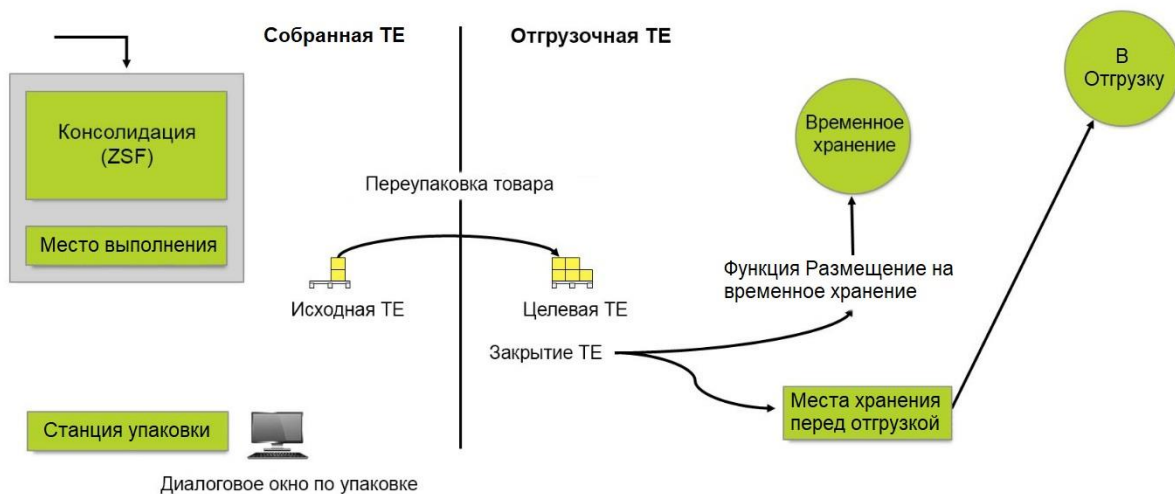 Собранная ТЕ
Отгрузочная ТЕ
В
Отгрузку
Консолидация
(ZSF)
Временное
хранение
Переупаковка товара
Место выполнения
Исходная ТЕ
Целевая ТЕ
Функция Размещение на
временное хранение
Закрытие ТЕ
Места хранения
перед отгрузкой
Станция упаковки
Диалоговое окно по упаковке